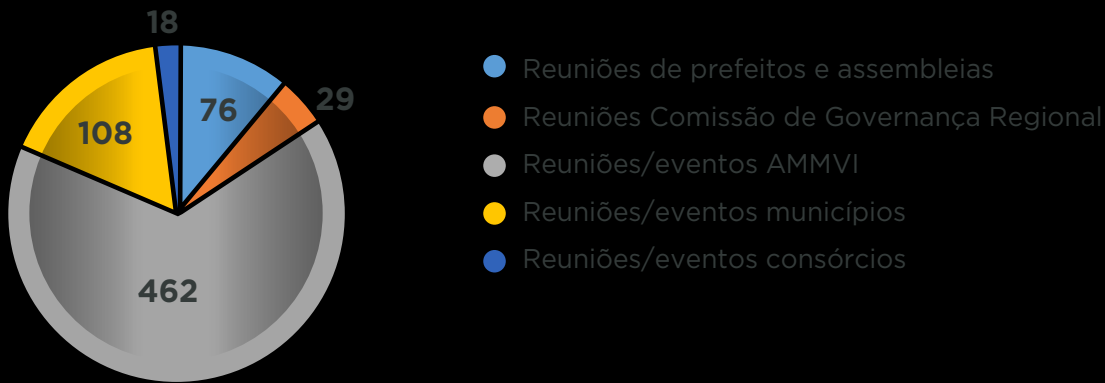 18
76
29
108
462
Reuniões de prefeitos e assembleias
Reuniões Comissão de Governança Regional
Reuniões/eventos AMMVI
Reuniões/eventos municípios
Reuniões/eventos consórcios